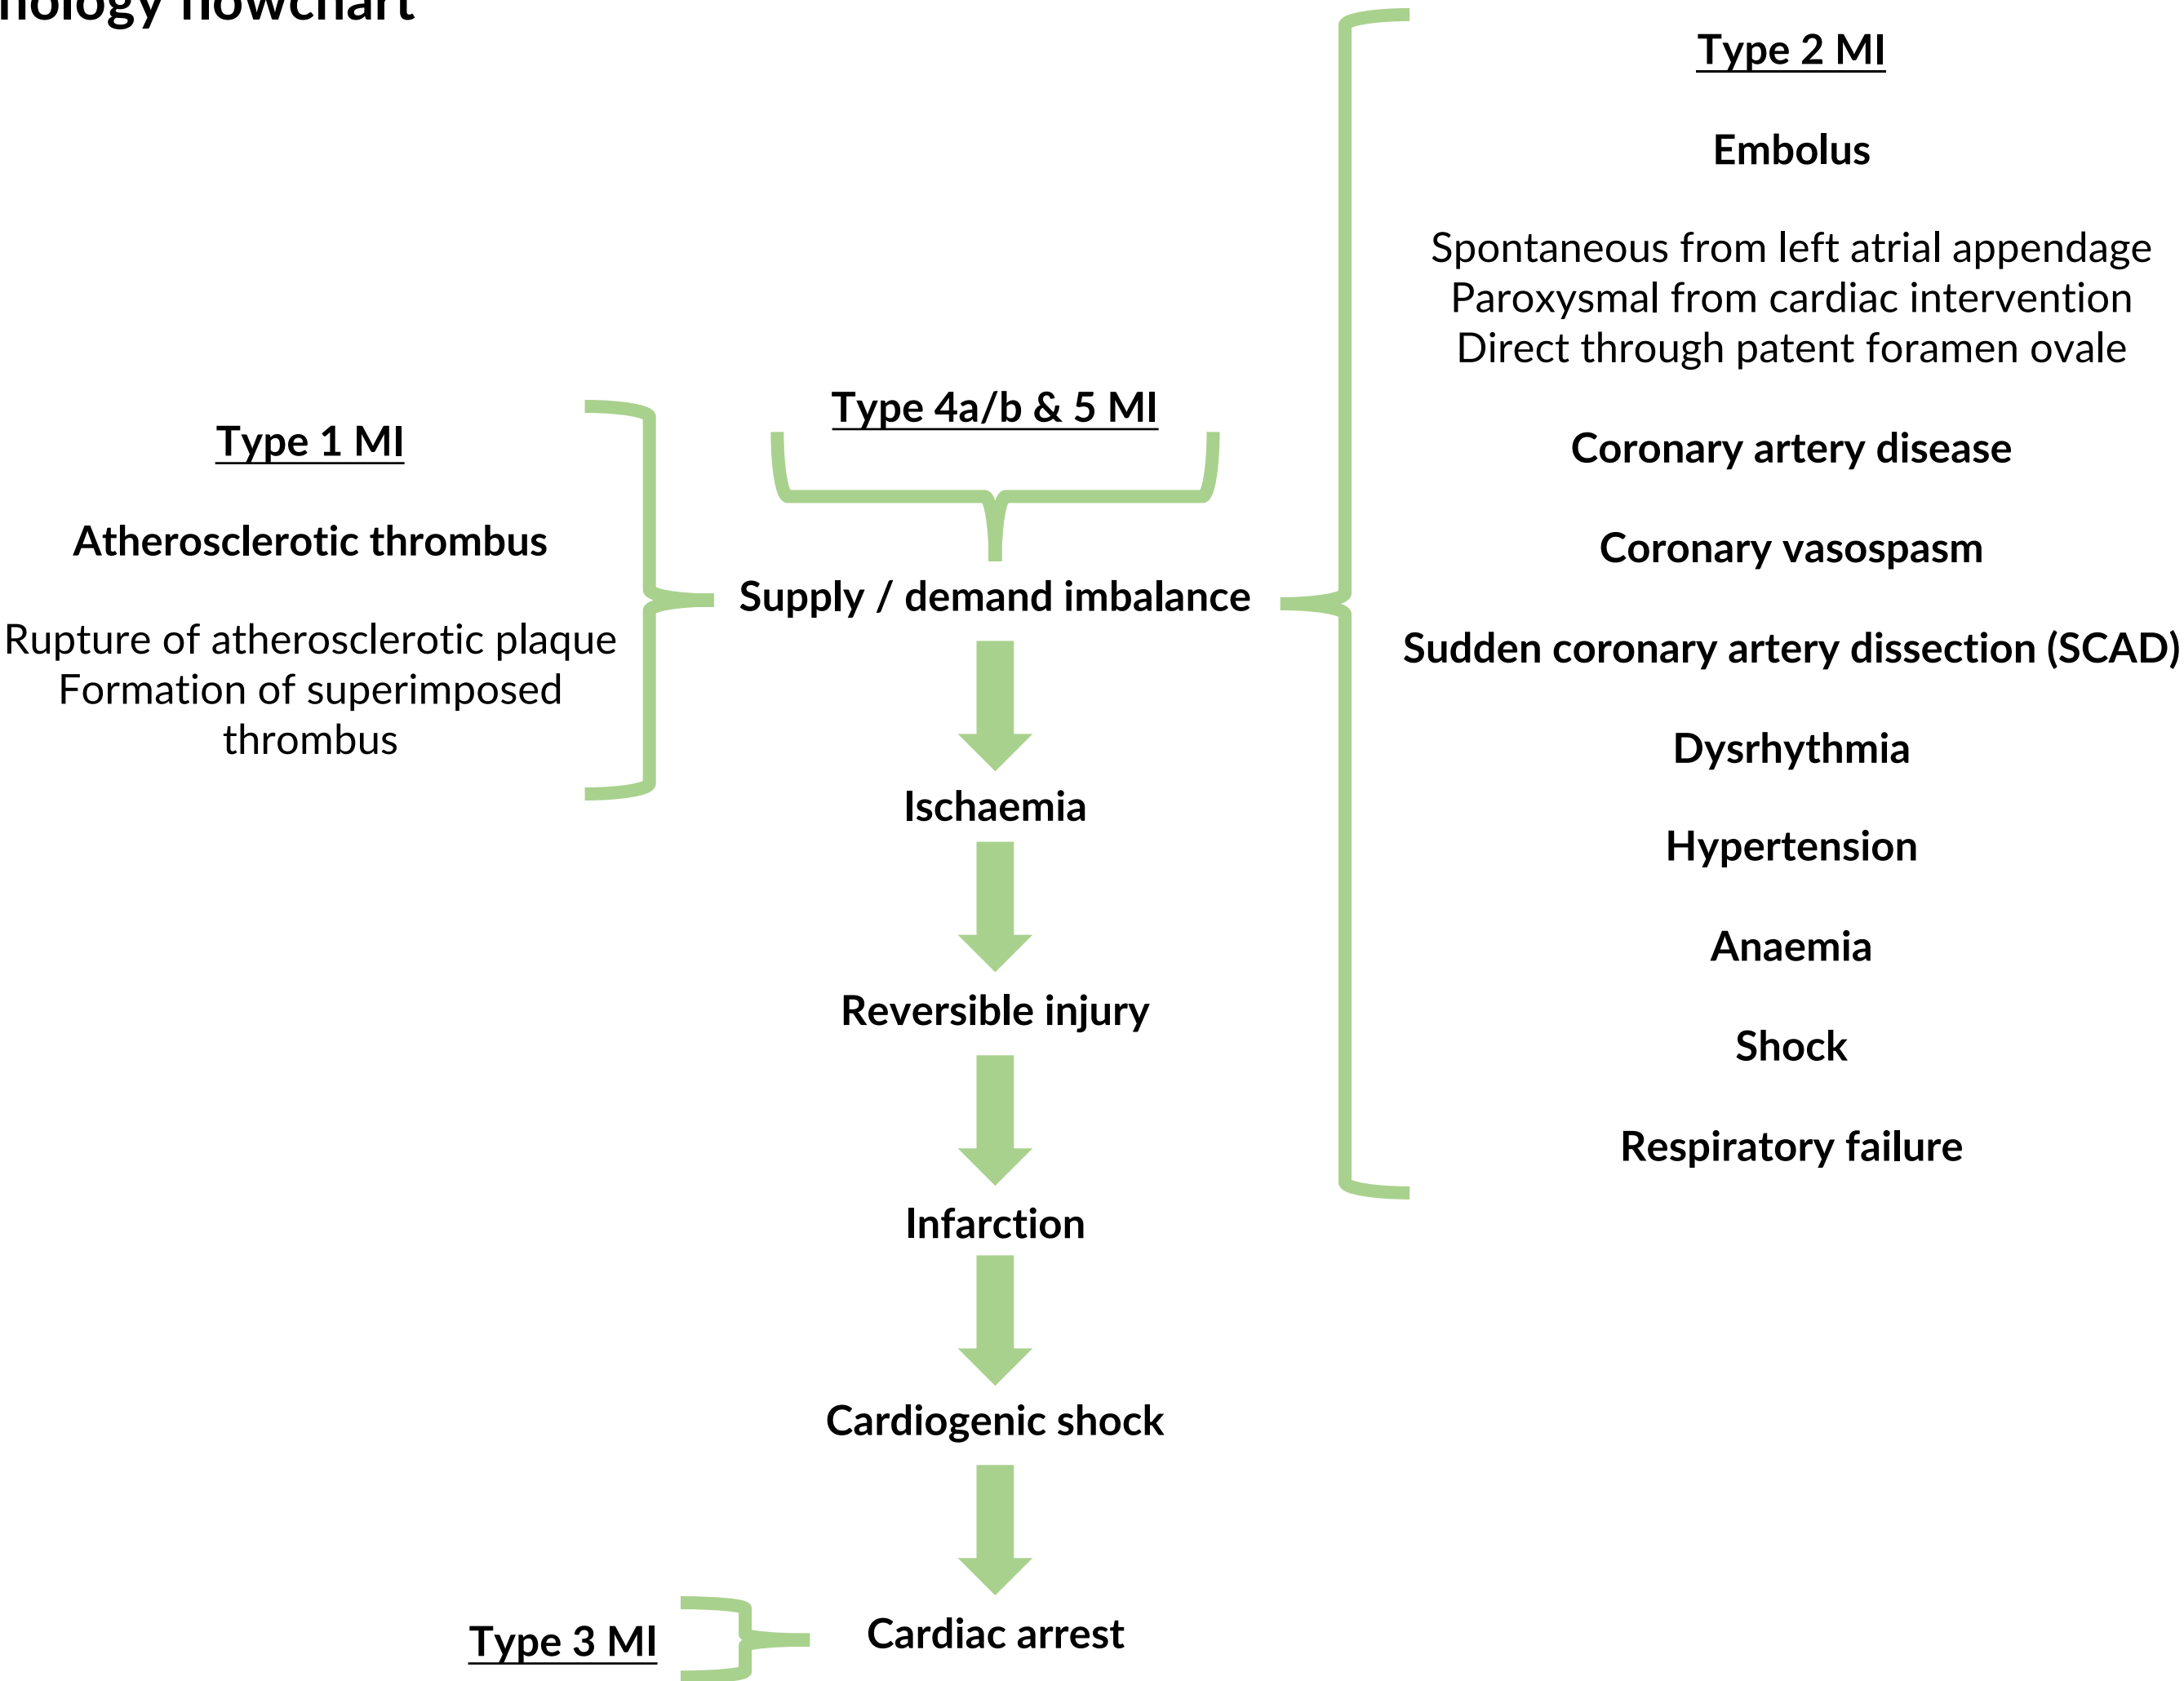 flowchart
Type 2 MI
Embolus
Spontaneous from left atrial appendage
Paroxysmal from cardiac intervention
Direct through patent foramen ovale
Coronary artery disease
Coronary vasospasm
Sudden coronary artery dissection (SCAD)
Dysrhythmia
Hypertension
Anaemia
Shock
Respiratory failure
Type 4a/b & 5 MI
Type 1 MI
Atherosclerotic thrombus
Rupture of atherosclerotic plaque
Formation of superimposed
thrombus
Supply / demand imbalance
Ischaemia
Reversible injury
Infarction
Cardiogenic shock
Cardiac arrest
Type 3 MI